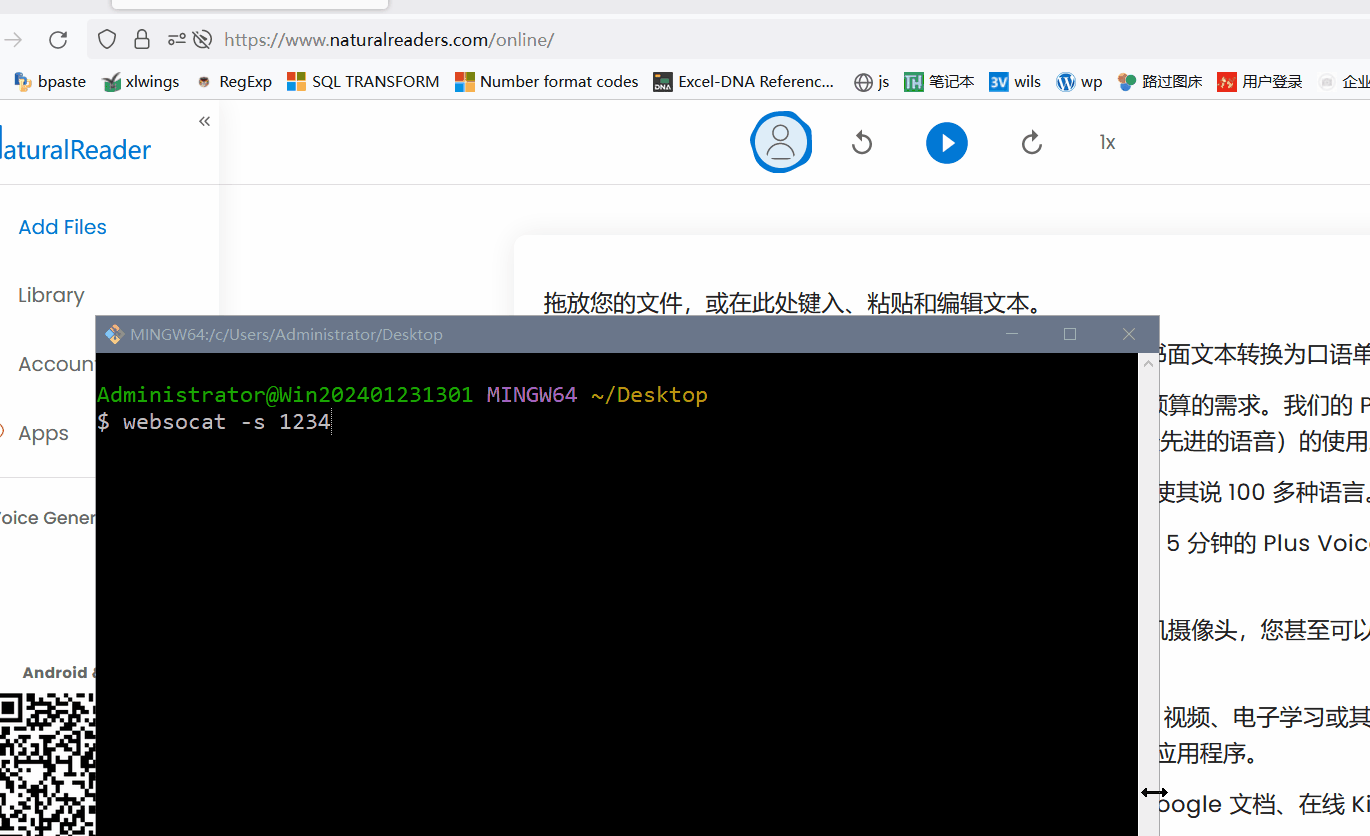 https://www.naturalreaders.com/online/
bpaste xlwings RegExp SQL TRANSFORM Number format codes Excel-DNA Referenc... js 笔记本 wils wp 路过图床 用户登录 企业
aturalReader
«
1x
Add Files
拖放您的文件，或在此处键入、粘贴和编辑文本。
Library
MINGW64:/c/Users/Administrator/Desktop
面文本转换为口语单
Accoun
Administrator@Win202401231301 MINGW64 ~/Desktop
算的需求。我们的 P
$ websocat -s 1234
Apps
先进的语音）的使用
使其说 100 多种语言。
oice Gener
5 分钟的 Plus Voic
摄像头，您甚至可以
Android &
视频、电子学习或其
应用程序。
oogle 文档、在线 Ki